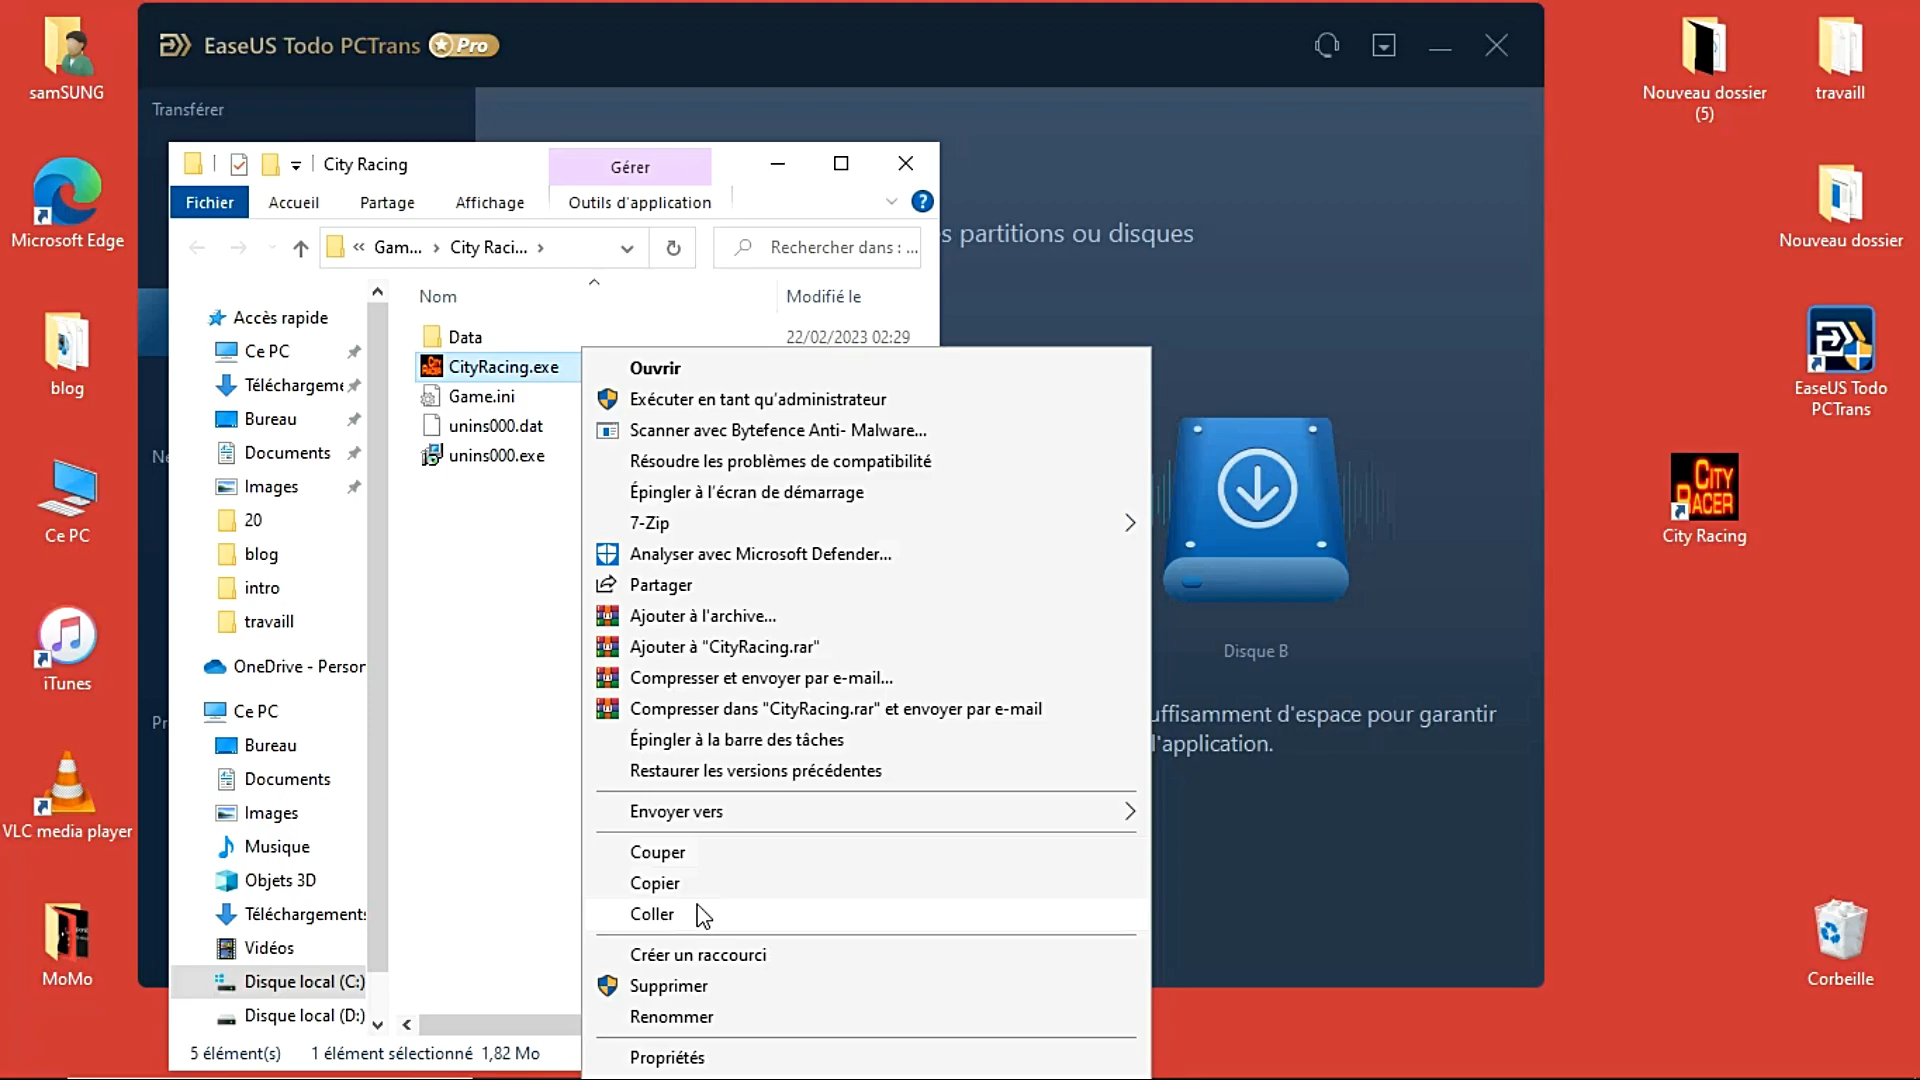 samSUNG
Microsoft Edge
blog
Ce PC
iTunes
VLC media player
MoMo
EaseUS Todo PCTrans Pro
Transférer
City Racing
Gérer
Fichier
Accueil
Partage
Affichage
Outils d'application
« Gam... › City Raci... ›
Rechercher dans : ...
Nom
Modifié le
Accès rapide
Ce PC
Téléchargeme
Bureau
Documents
Images
20
blog
intro
travaill
OneDrive - Person
Ce PC
Bureau
Documents
Images
Musique
Objets 3D
Téléchargements
Vidéos
Disque local (C:)
Disque local (D:)
Data
22/02/2023 02:29
CityRacing.exe
Game.ini
unins000.dat
unins000.exe
5 élément(s)
1 élément sélectionné 1,82 Mo
Ouvrir
Exécuter en tant qu'administrateur
Scanner avec Bytefence Anti- Malware...
Résoudre les problèmes de compatibilité
Épingler à l'écran de démarrage
7-Zip
Analyser avec Microsoft Defender...
Partager
Ajouter à l'archive...
Ajouter à "CityRacing.rar"
Compresser et envoyer par e-mail...
Compresser dans "CityRacing.rar" et envoyer par e-mail
Épingler à la barre des tâches
Restaurer les versions précédentes
Envoyer vers
Couper
Copier
Coller
Créer un raccourci
Supprimer
Renommer
Propriétés
s partitions ou disques
Disque B
uffisamment d'espace pour garantir
l'application.
Ne
Pr
Nouveau dossier
(5)
travaill
Nouveau dossier
EaseUS Todo
PCTrans
CITY
RACER
City Racing
Corbeille